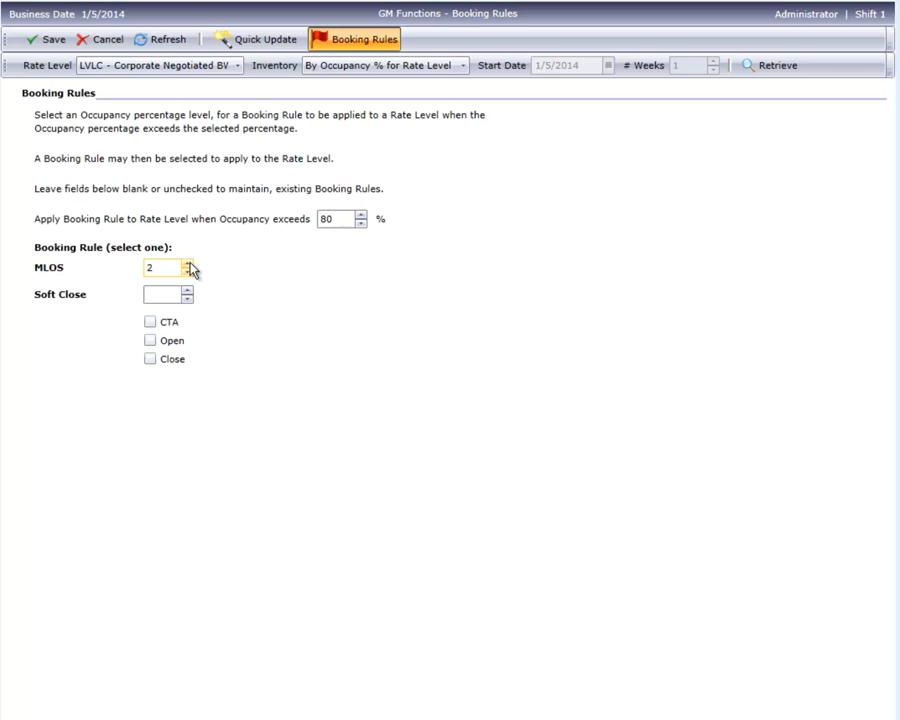 Business Date 1/5/2014 GM Functions - Booking Rules Administrator | Shift 1
Save Cancel Refresh Quick Update Booking Rules
Rate Level LVLC - Corporate Negotiated BV Inventory By Occupancy % for Rate Level Start Date 1/5/2014 # Weeks 1 Retrieve
Booking Rules
Select an Occupancy percentage level, for a Booking Rule to be applied to a Rate Level when the
Occupancy percentage exceeds the selected percentage.
A Booking Rule may then be selected to apply to the Rate Level.
Leave fields below blank or unchecked to maintain, existing Booking Rules.
Apply Booking Rule to Rate Level when Occupancy exceeds 80 %
Booking Rule (select one):
MLOS 2
Soft Close
CTA
Open
Close